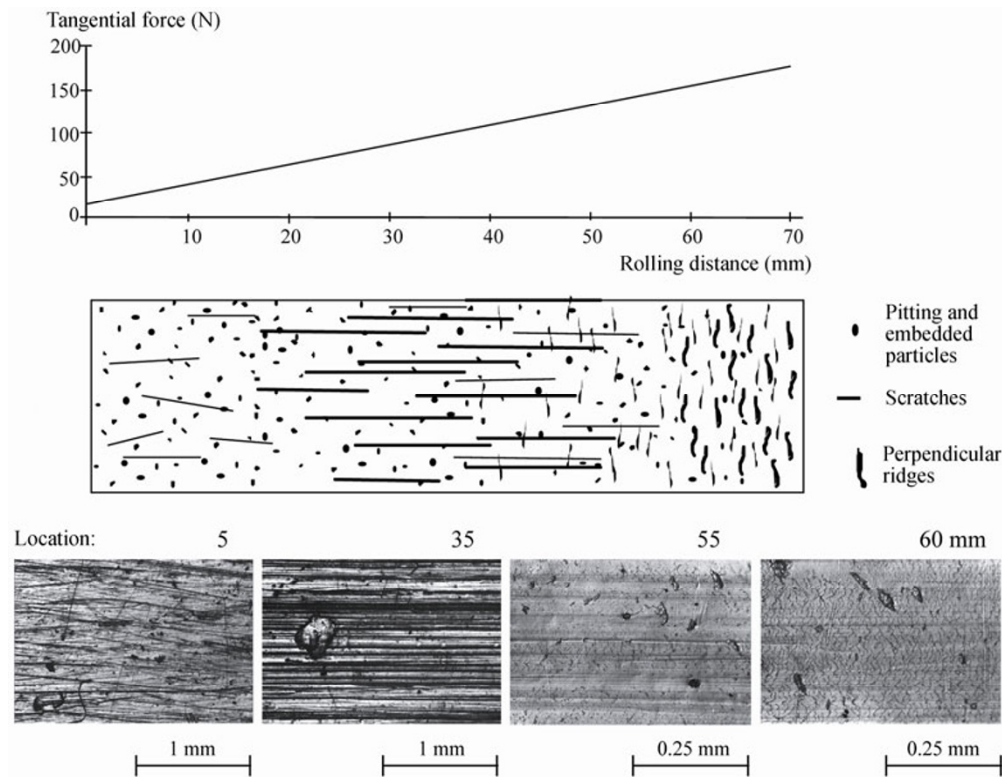 Tangential force (N)
200
150
100
50
0
10 20 30 40 50 60 70
Rolling distance (mm)
Pitting and
embedded
particles
Scratches
Perpendicular
ridges
Location: 5 35 55 60 mm
1 mm 1 mm 0.25 mm 0.25 mm